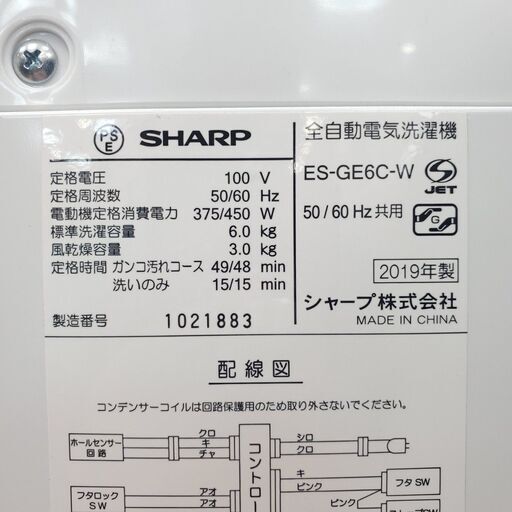 PSE SHARP
定格電圧 100 V
定格周波数 50/60 Hz
電動機定格消費電力 375/450 W
標準洗濯容量 6.0 kg
風乾燥容量 3.0 kg
定格時間 ガンコ汚れコース 49/48 min
洗いのみ 15/15 min
製造番号 1021883
全自動電気洗濯機
ES-GE6C-W S JET
50/60Hz共用 G
2019年製
シャープ株式会社
MADE IN CHINA
配線図
コンデンサーコイルは回路保護用のため取り外さないでください。
ホールセンサー
回路
クロ
キ
チャ
コントロー
シロ
クロ
キ
ピンク
フタSW
ピンク
フタロック
SW
アオ
アオ